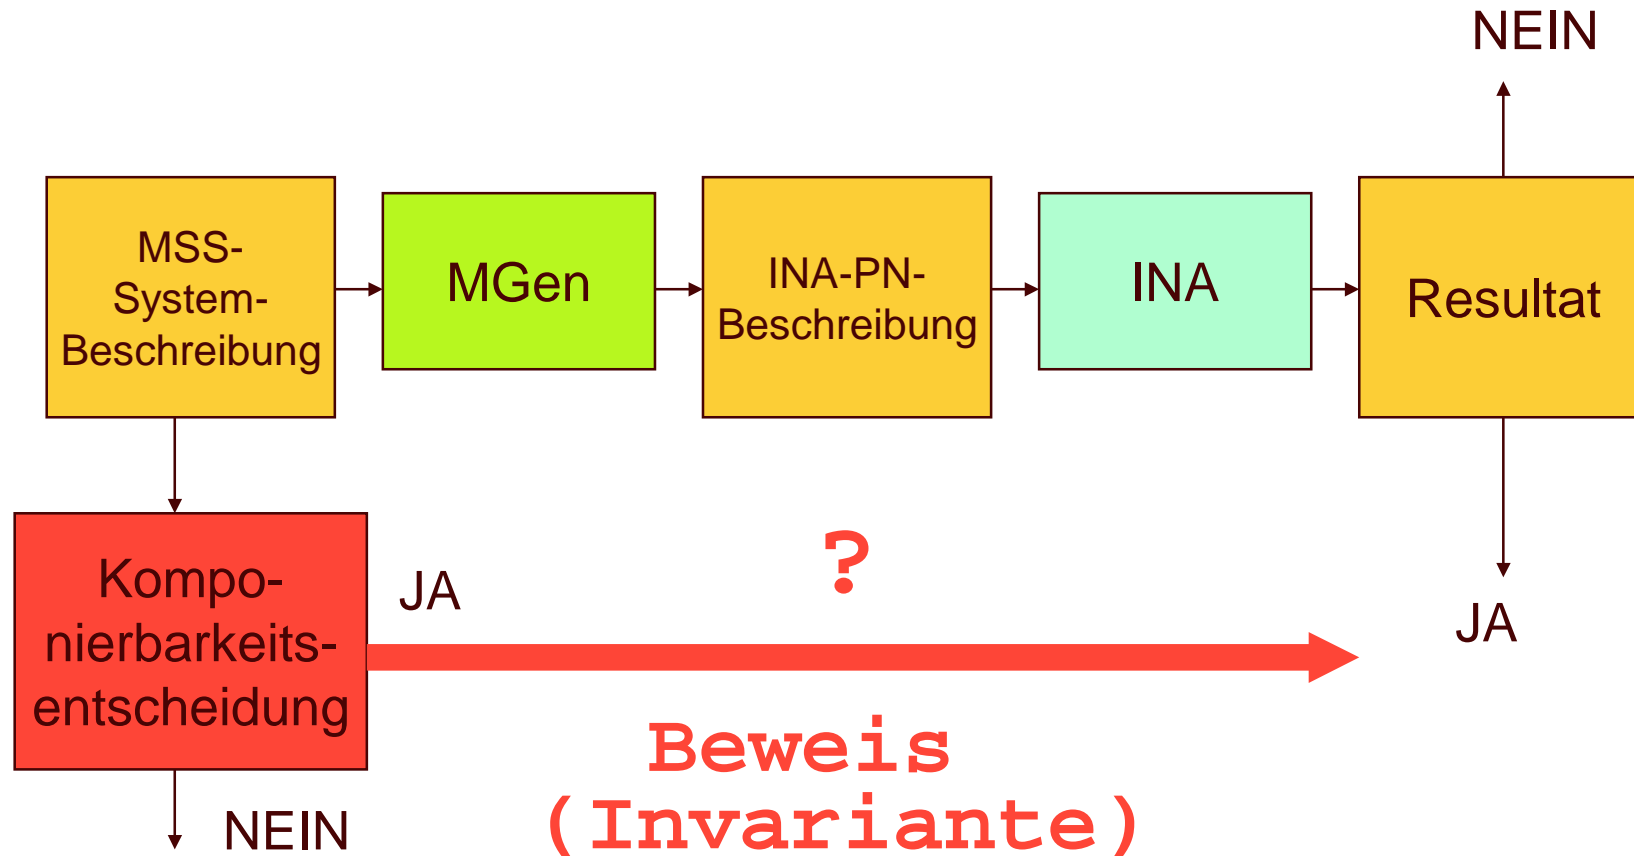 NEIN
MSS-
System-
Beschreibung
MGen
INA-PN-
Beschreibung
INA
Resultat
Kompo-
nierbarkeits-
entscheidung
JA
?
JA
Beweis
(Invariante)
NEIN